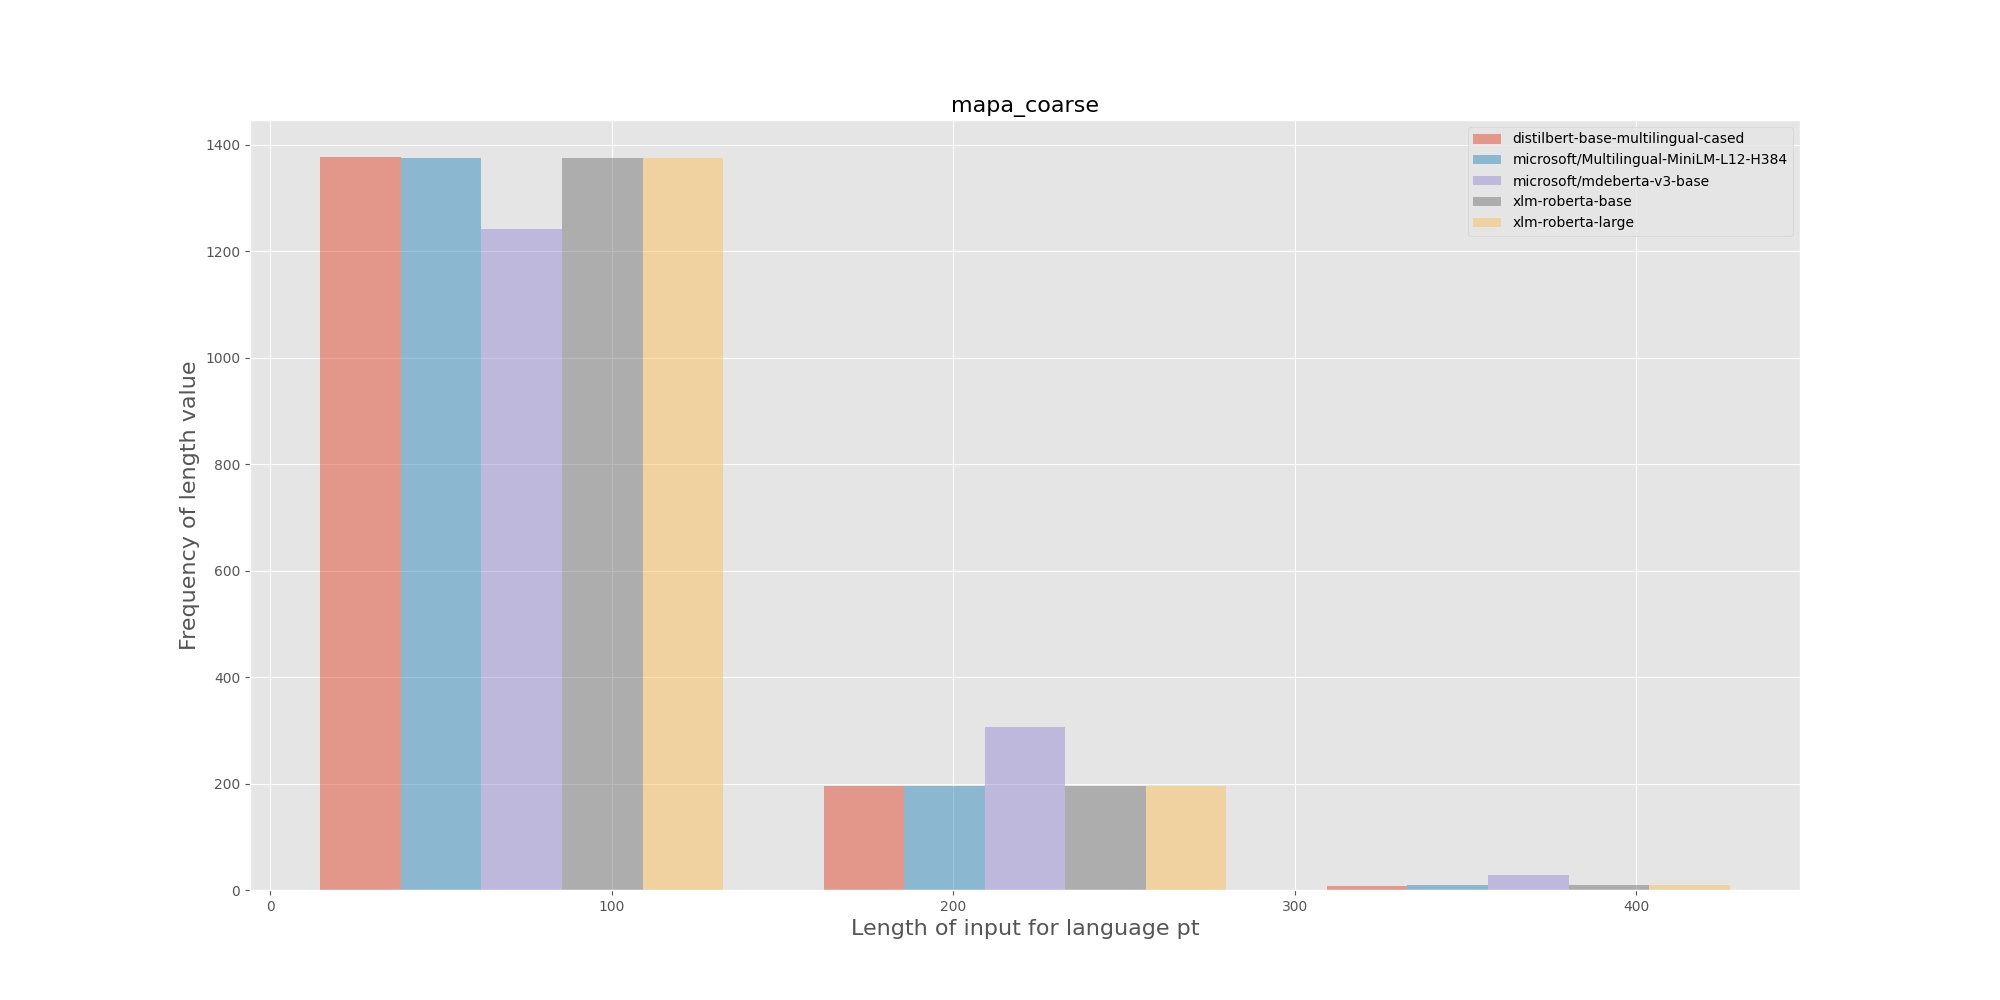 mapa_coarse
distilbert-base-multilingual-cased
microsoft/Multilingual-MiniLM-L12-H384
microsoft/mdeberta-v3-base
xlm-roberta-base
xlm-roberta-large
Frequency of length value
1400
1200
1000
800
600
400
200
0
0 100 200 300 400
Length of input for language pt